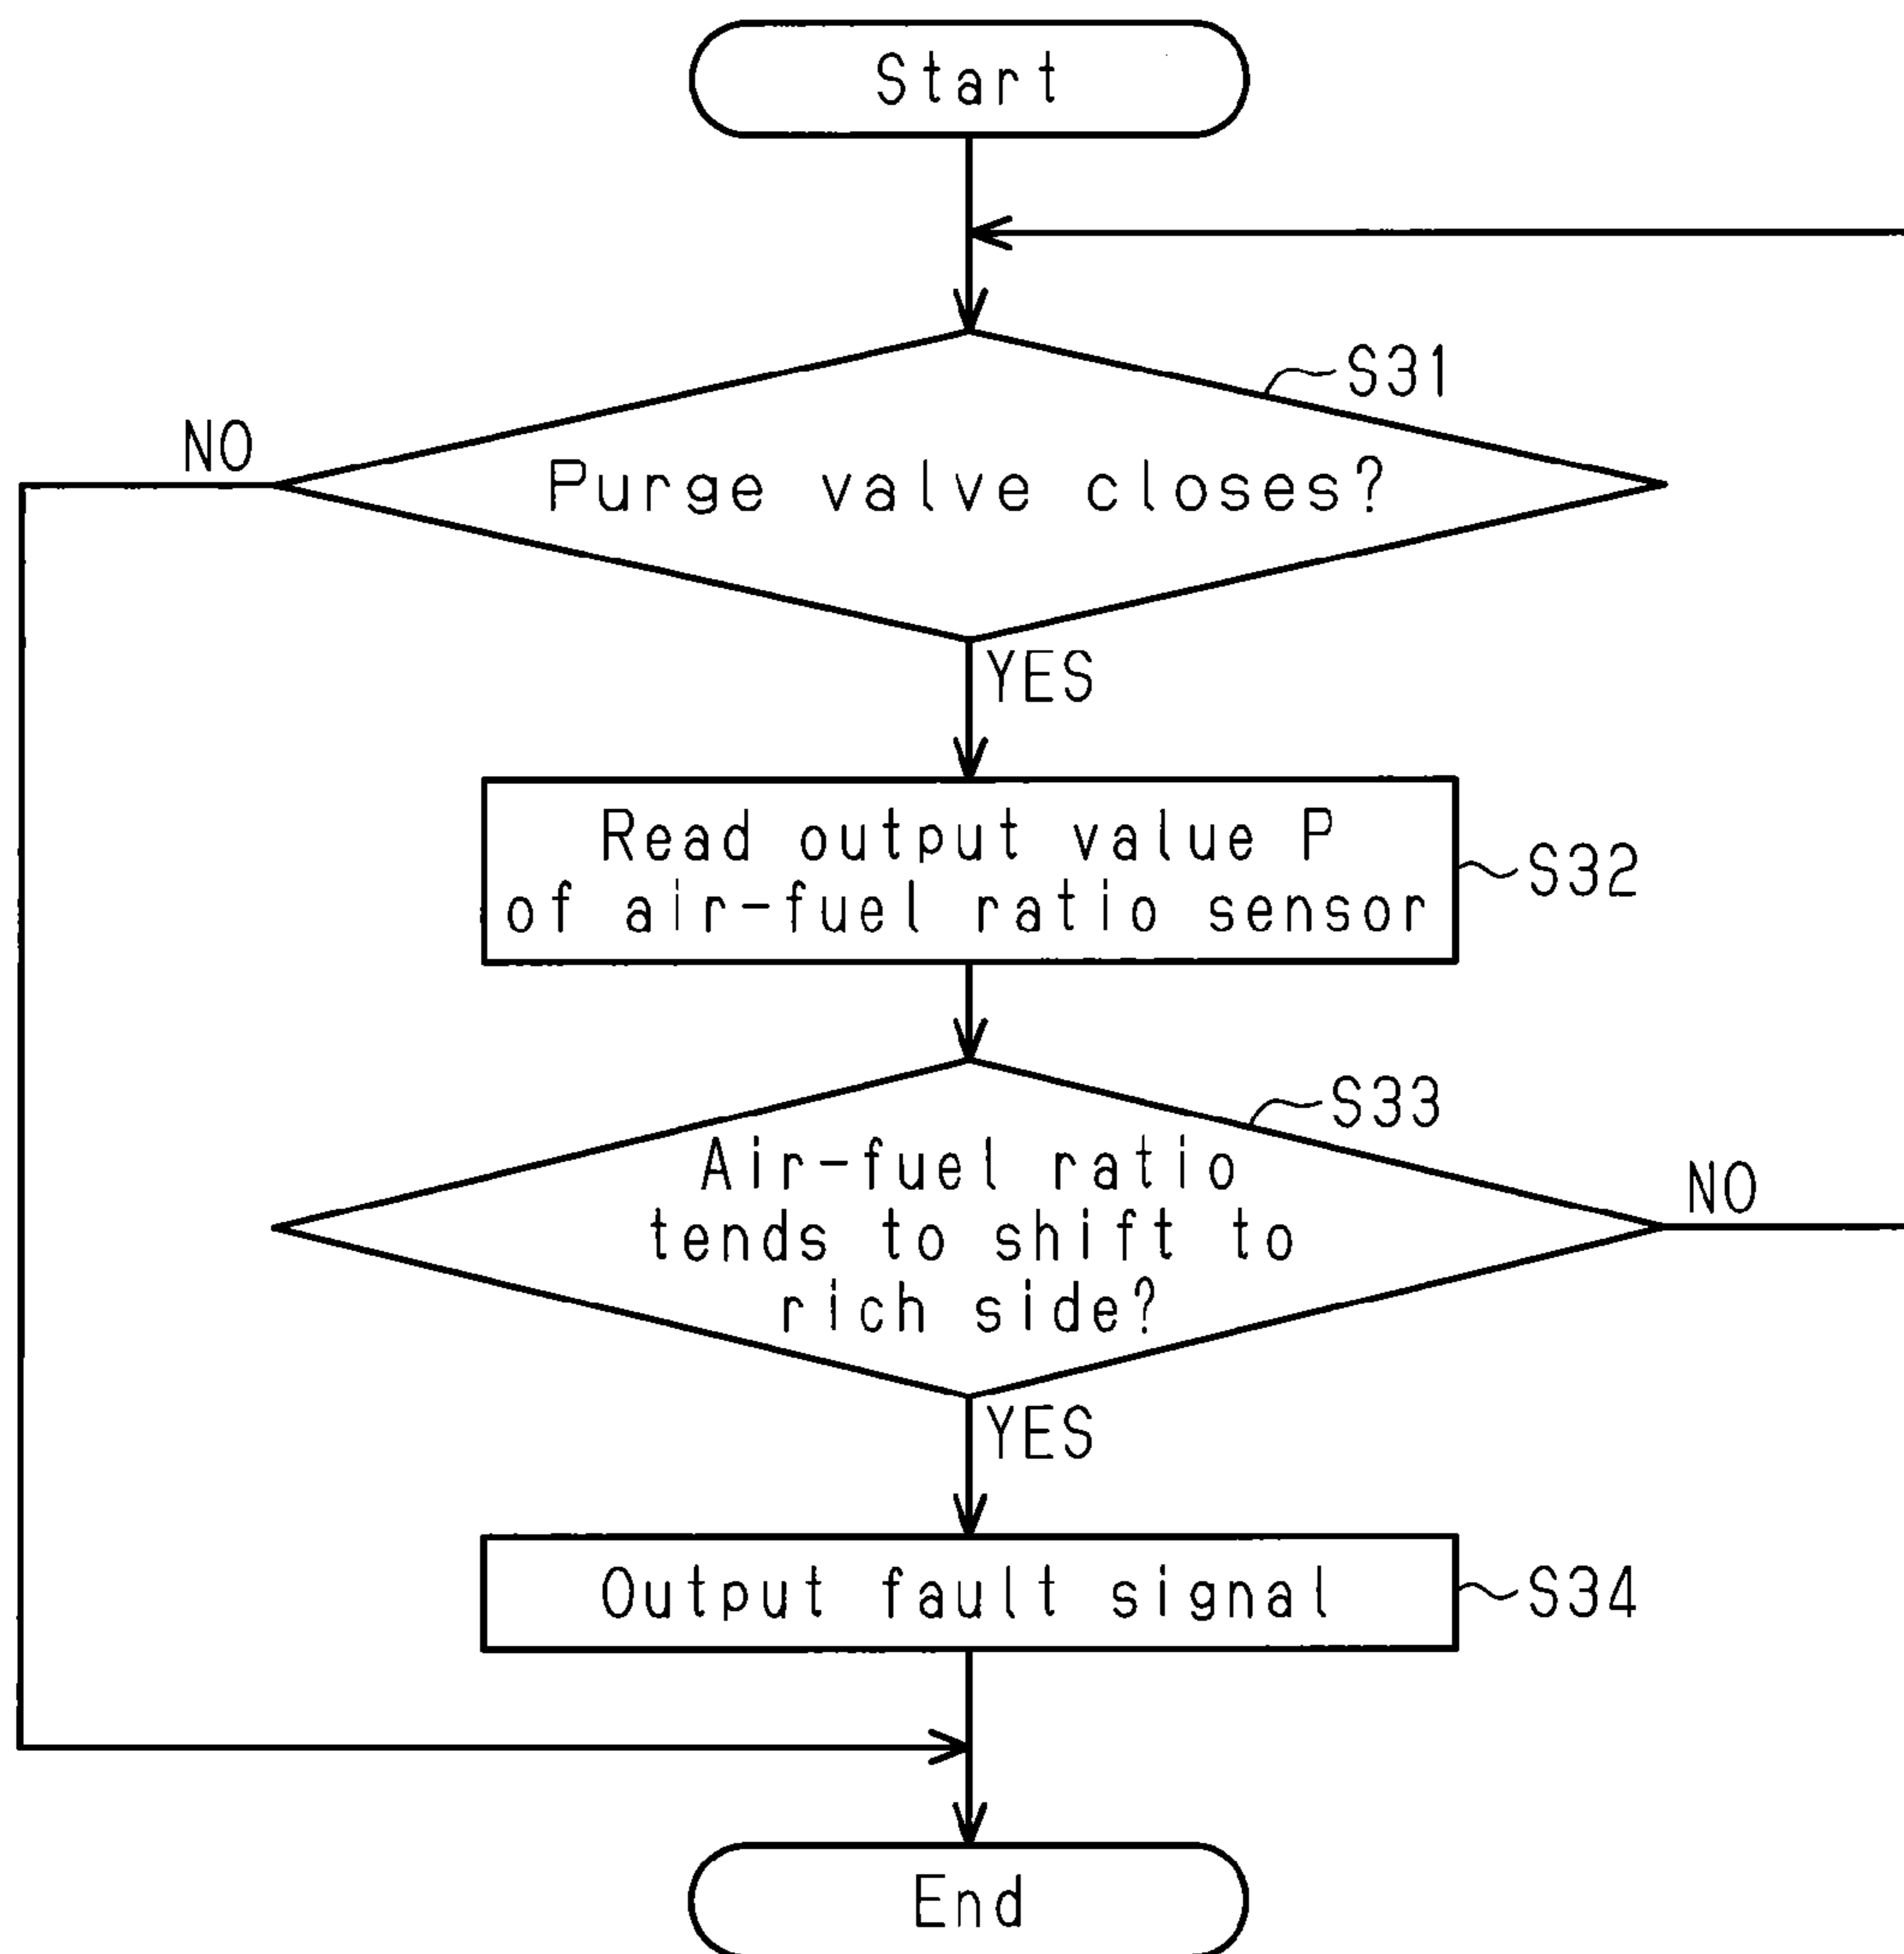 Start
S31
NO
Purge valve closes?
YES
Read output value P
of air-fuel ratio sensor
S32
S33
Air-fuel ratio
tends to shift to
rich side?
NO
YES
Output fault signal
S34
End